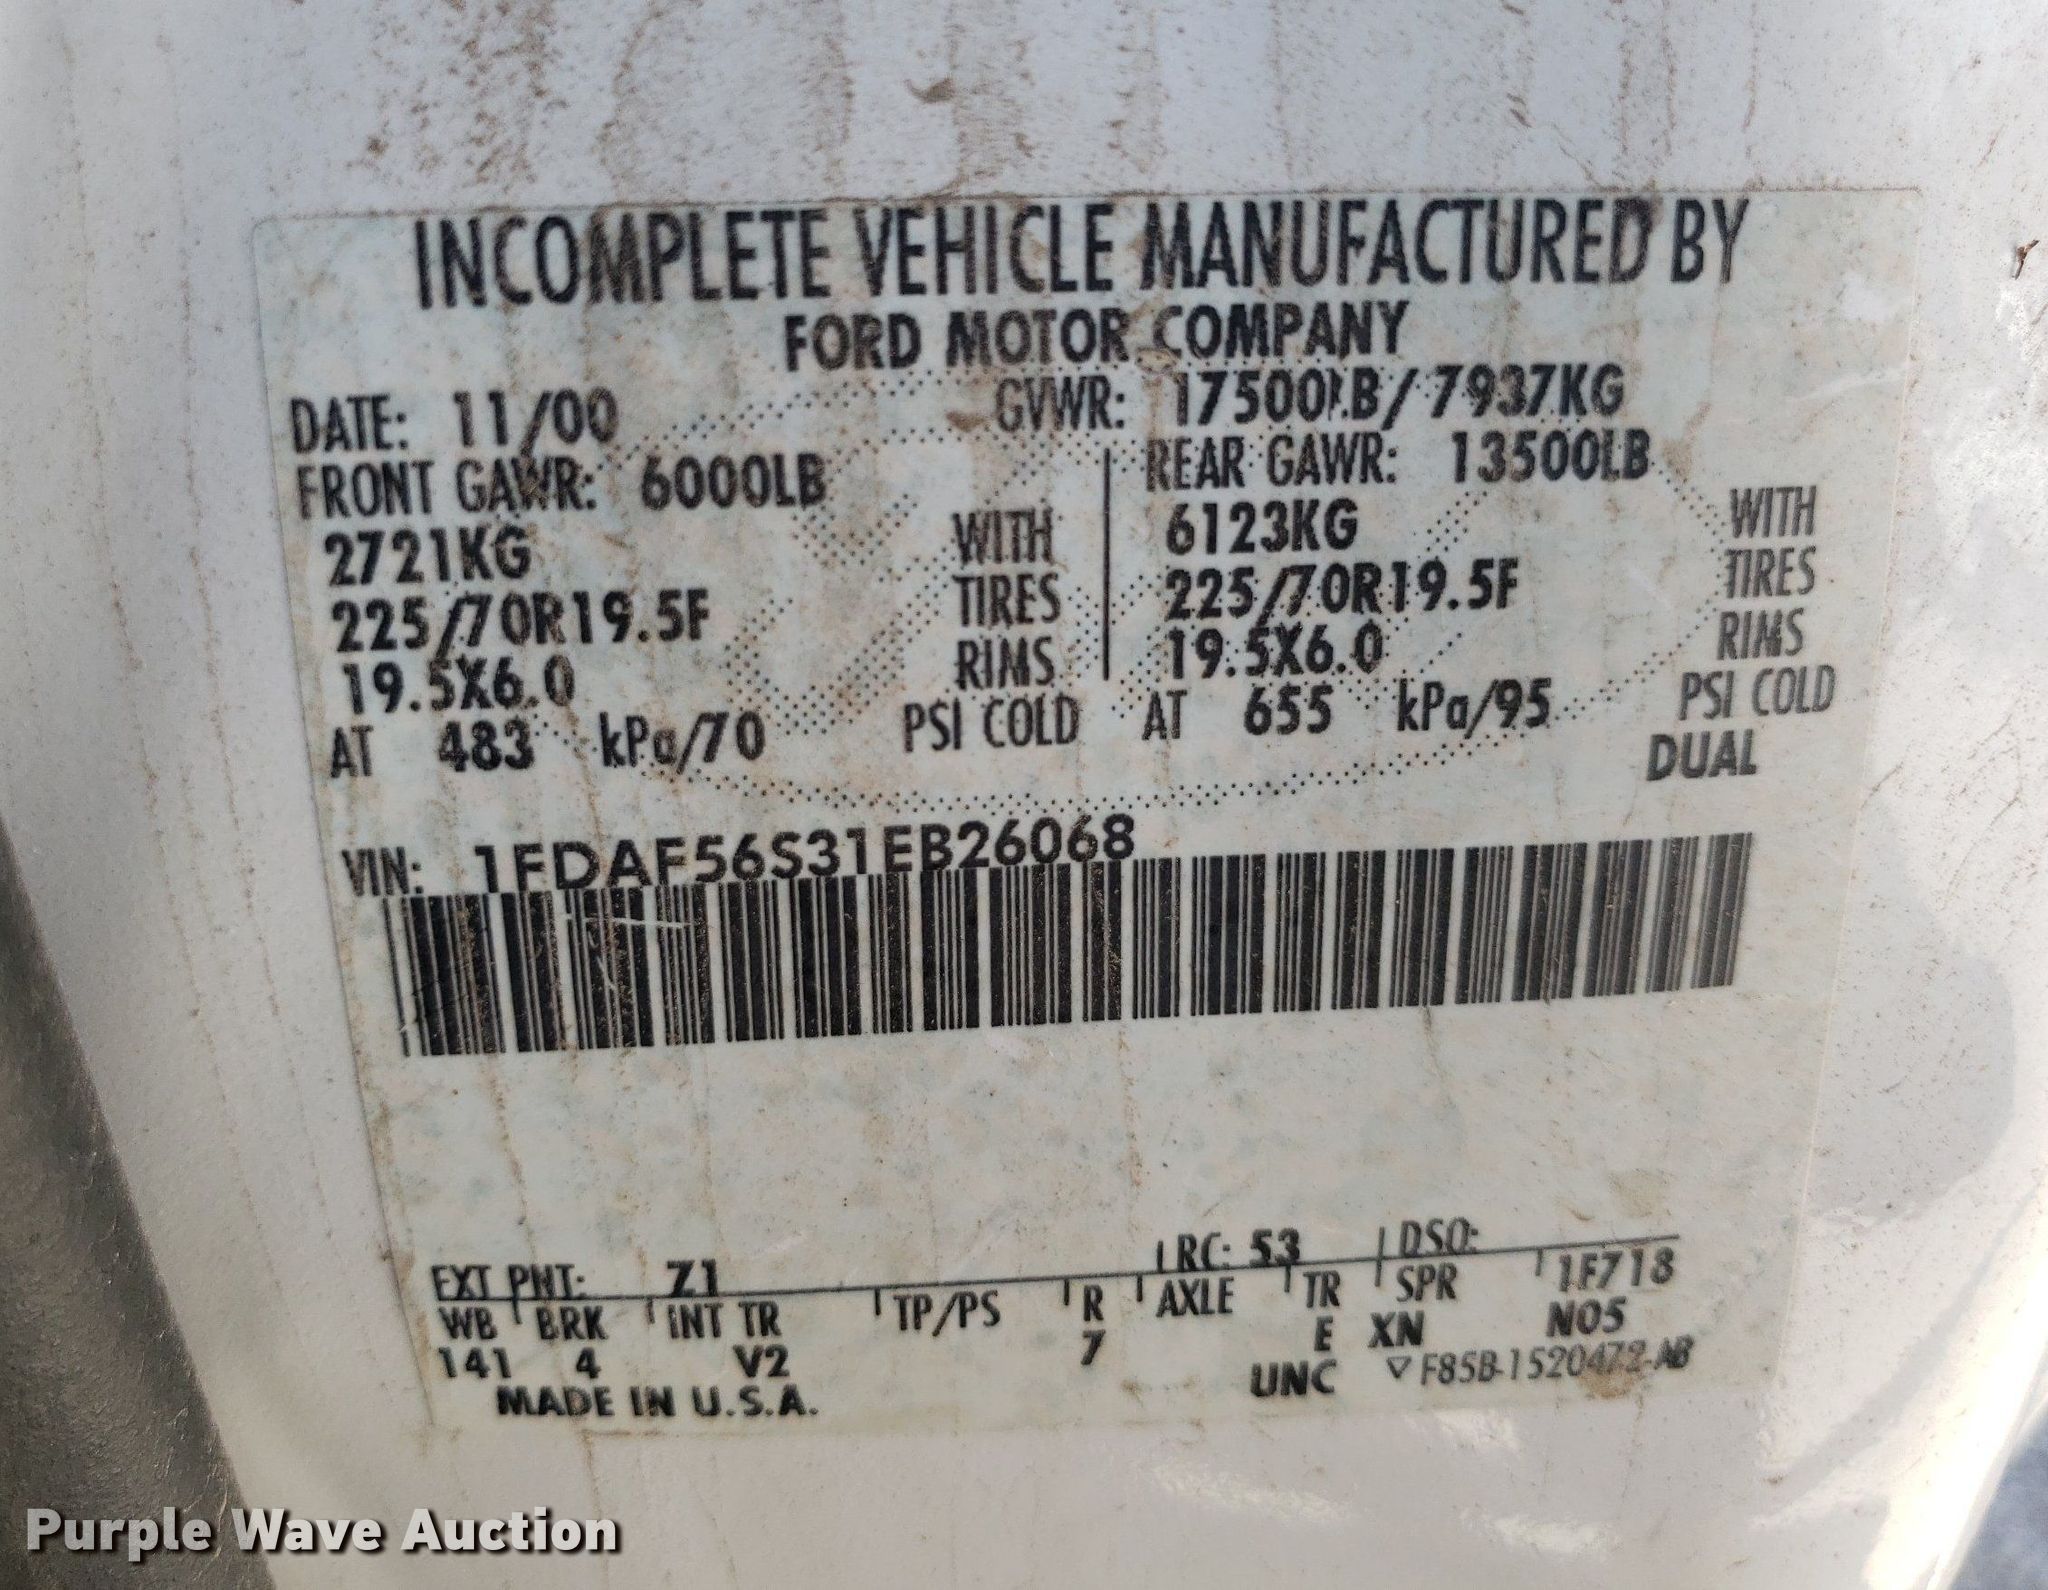 INCOMPLETE VEHICLE MANUFACTURED BY
FORD MOTOR COMPANY
DATE: 11/00 GVWR: 17500LB/7937KG
FRONT GAWR: 6000LB REAR GAWR: 13500LB
2721KG WITH 6123KG WITH
225/70R19.5F TIRES 225/70R19.5F TIRES
19.5X6.0 RIMS 19.5X6.0 RIMS
AT 483 kPa/70 PSI COLD AT 655 kPa/95 PSI COLD
DUAL
VIN: 1FDAF56S31EB26068
EXT PNT: Z1 RC: 53 DSO:
WB BRK INT TR TP/PS R AXLE TR SPR 1F718
141 4 V2 7 E XN N05
MADE IN U.S.A. UNC ▽ F85B-1520472-AB
Purple Wave Auction